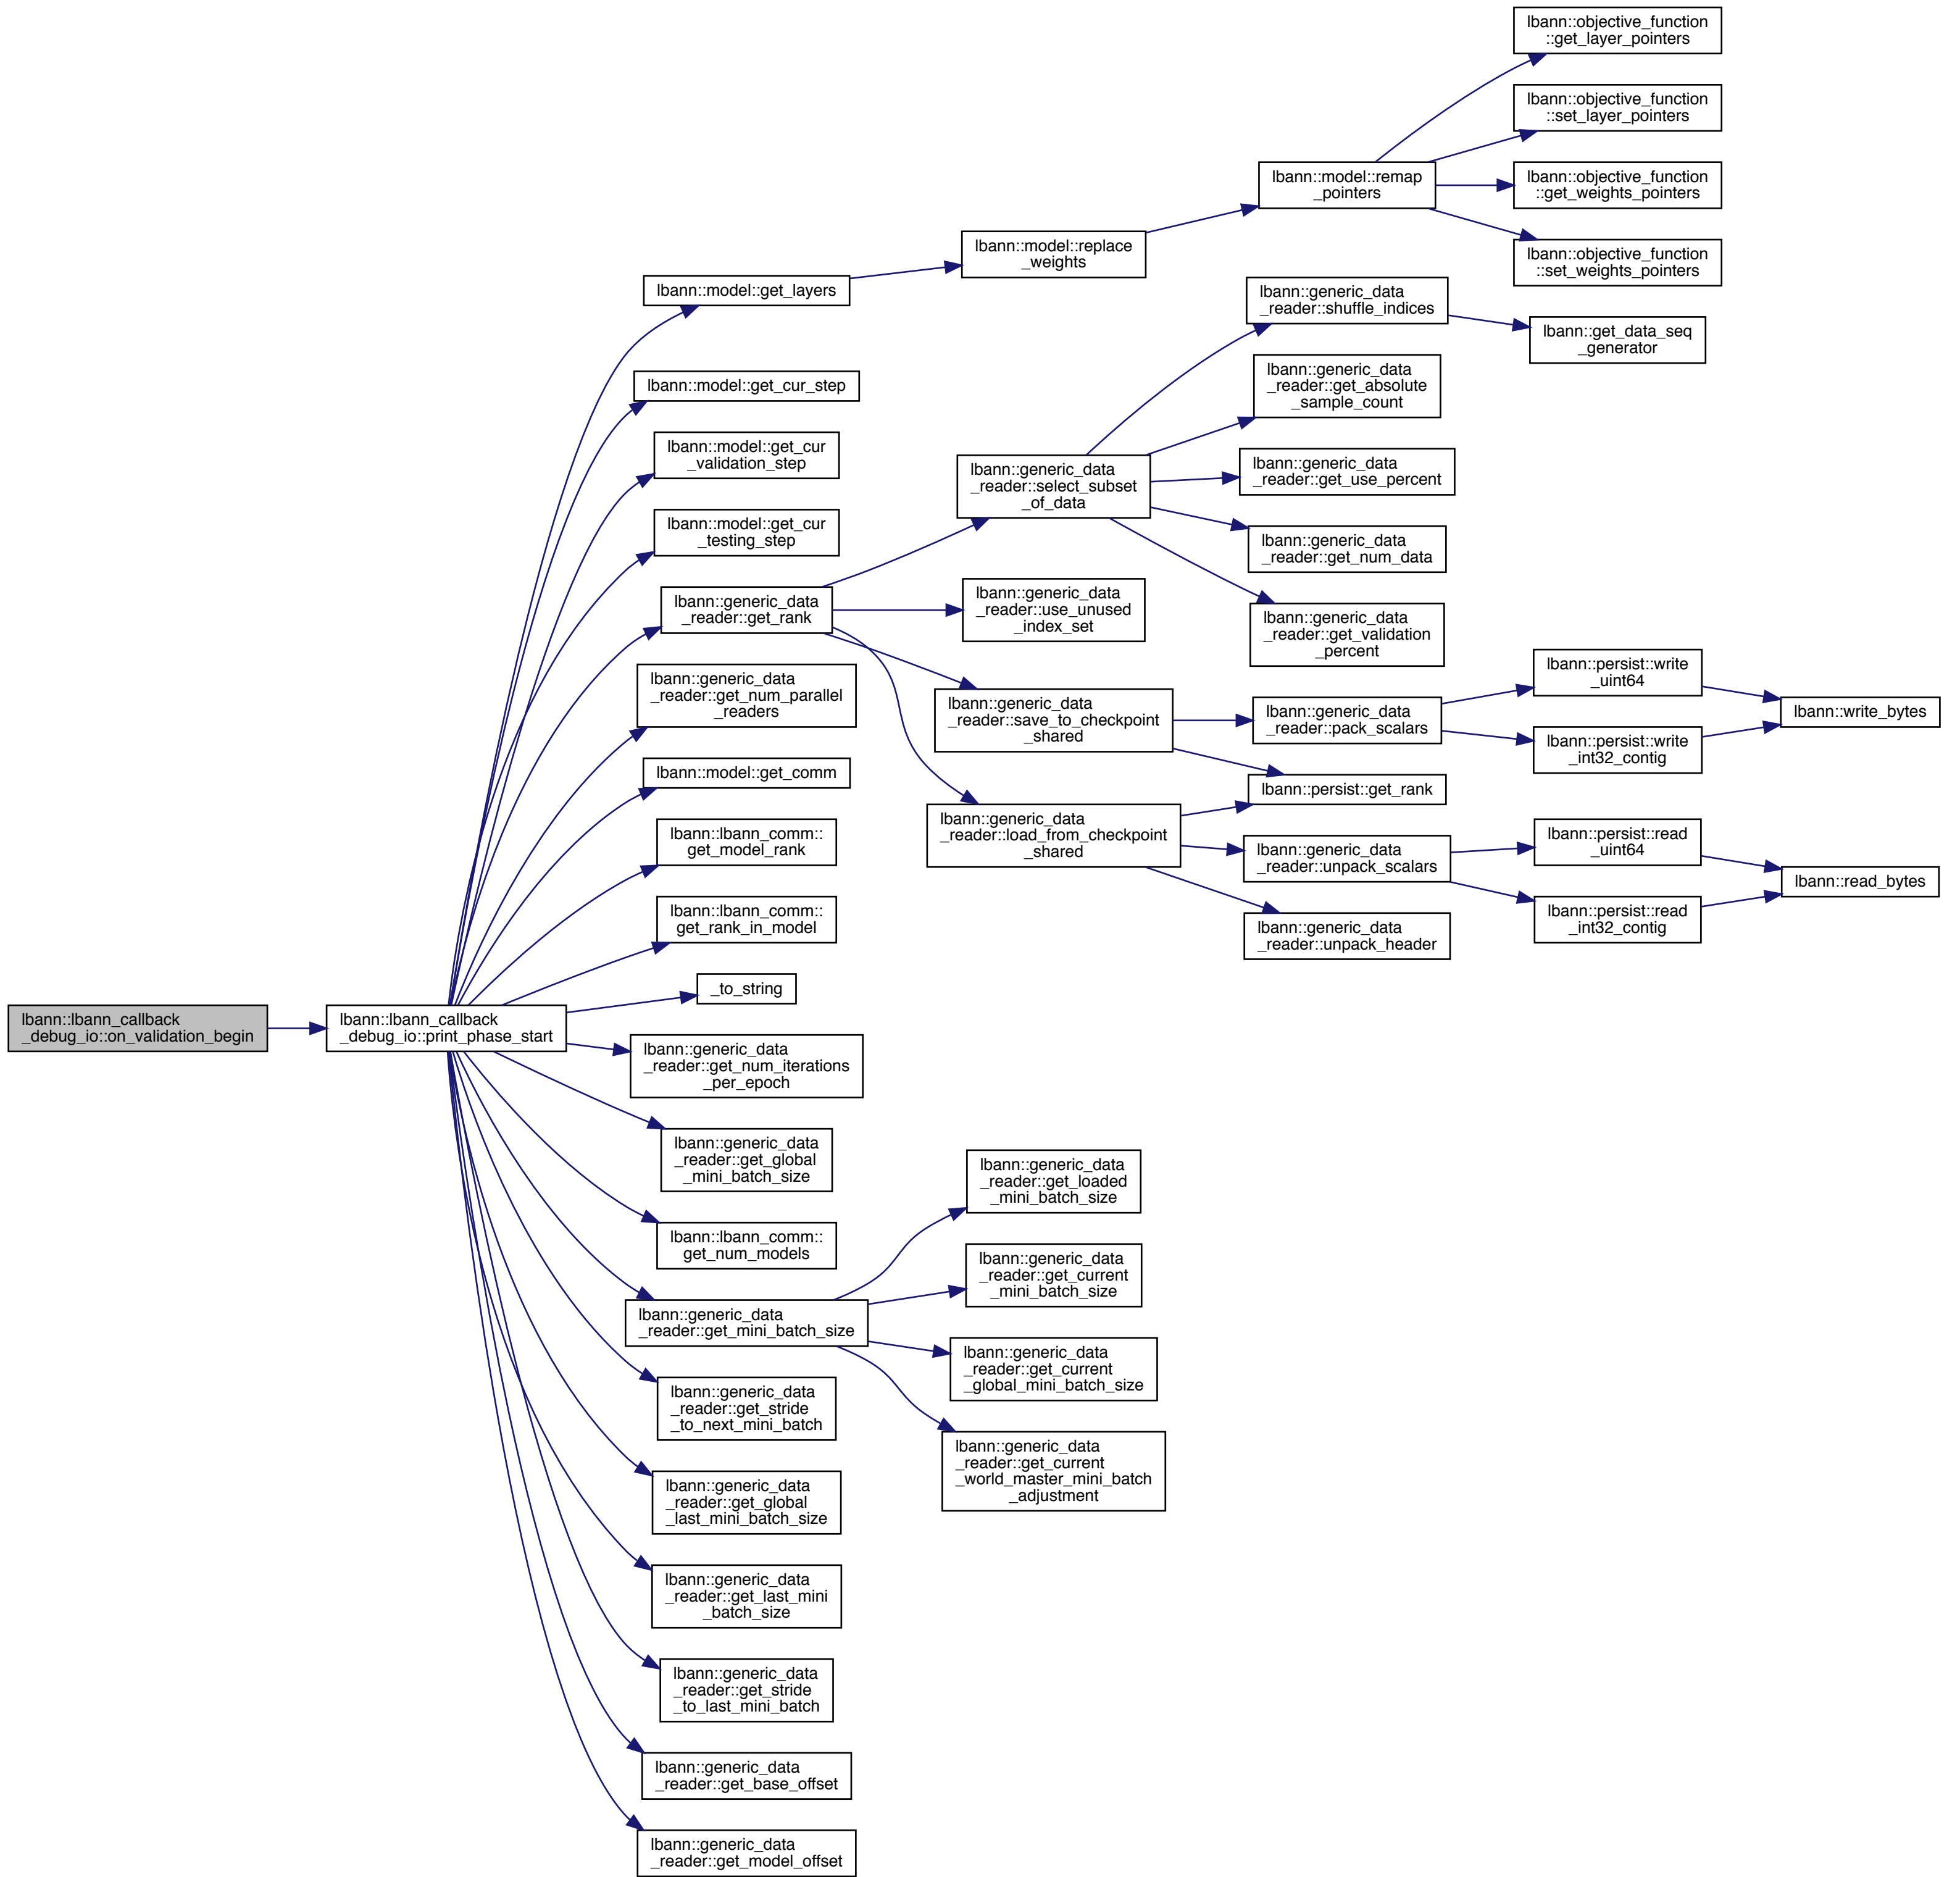 lbann::lbann_callback
_debug_io::on_validation_begin
lbann::lbann_callback
_debug_io::print_phase_start
lbann::model::get_layers
lbann::model::get_cur_step
lbann::model::get_cur
_validation_step
lbann::model::get_cur
_testing_step
lbann::generic_data
_reader::get_rank
lbann::generic_data
_reader::get_num_parallel
_readers
lbann::model::get_comm
lbann::lbann_comm::
get_model_rank
lbann::lbann_comm::
get_rank_in_model
_to_string
lbann::generic_data
_reader::get_num_iterations
_per_epoch
lbann::generic_data
_reader::get_global
_mini_batch_size
lbann::lbann_comm::
get_num_models
lbann::generic_data
_reader::get_mini_batch_size
lbann::generic_data
_reader::get_stride
_to_next_mini_batch
lbann::generic_data
_reader::get_global
_last_mini_batch_size
lbann::generic_data
_reader::get_last_mini
_batch_size
lbann::generic_data
_reader::get_stride
_to_last_mini_batch
lbann::generic_data
_reader::get_base_offset
lbann::generic_data
_reader::get_model_offset
lbann::model::replace
_weights
lbann::generic_data
_reader::select_subset
_of_data
lbann::generic_data
_reader::use_unused
_index_set
lbann::generic_data
_reader::save_to_checkpoint
_shared
lbann::generic_data
_reader::load_from_checkpoint
_shared
lbann::generic_data
_reader::get_loaded
_mini_batch_size
lbann::generic_data
_reader::get_current
_mini_batch_size
lbann::generic_data
_reader::get_current
_global_mini_batch_size
lbann::generic_data
_reader::get_current
_world_master_mini_batch
_adjustment
lbann::model::remap
_pointers
lbann::generic_data
_reader::shuffle_indices
lbann::generic_data
_reader::get_absolute
_sample_count
lbann::generic_data
_reader::get_use_percent
lbann::generic_data
_reader::get_num_data
lbann::generic_data
_reader::get_validation
_percent
lbann::generic_data
_reader::pack_scalars
lbann::persist::get_rank
lbann::generic_data
_reader::unpack_scalars
lbann::generic_data
_reader::unpack_header
lbann::objective_function
::get_layer_pointers
lbann::objective_function
::set_layer_pointers
lbann::objective_function
::get_weights_pointers
lbann::objective_function
::set_weights_pointers
lbann::get_data_seq
_generator
lbann::persist::write
_uint64
lbann::persist::write
_int32_contig
lbann::persist::read
_uint64
lbann::persist::read
_int32_contig
lbann::write_bytes
lbann::read_bytes